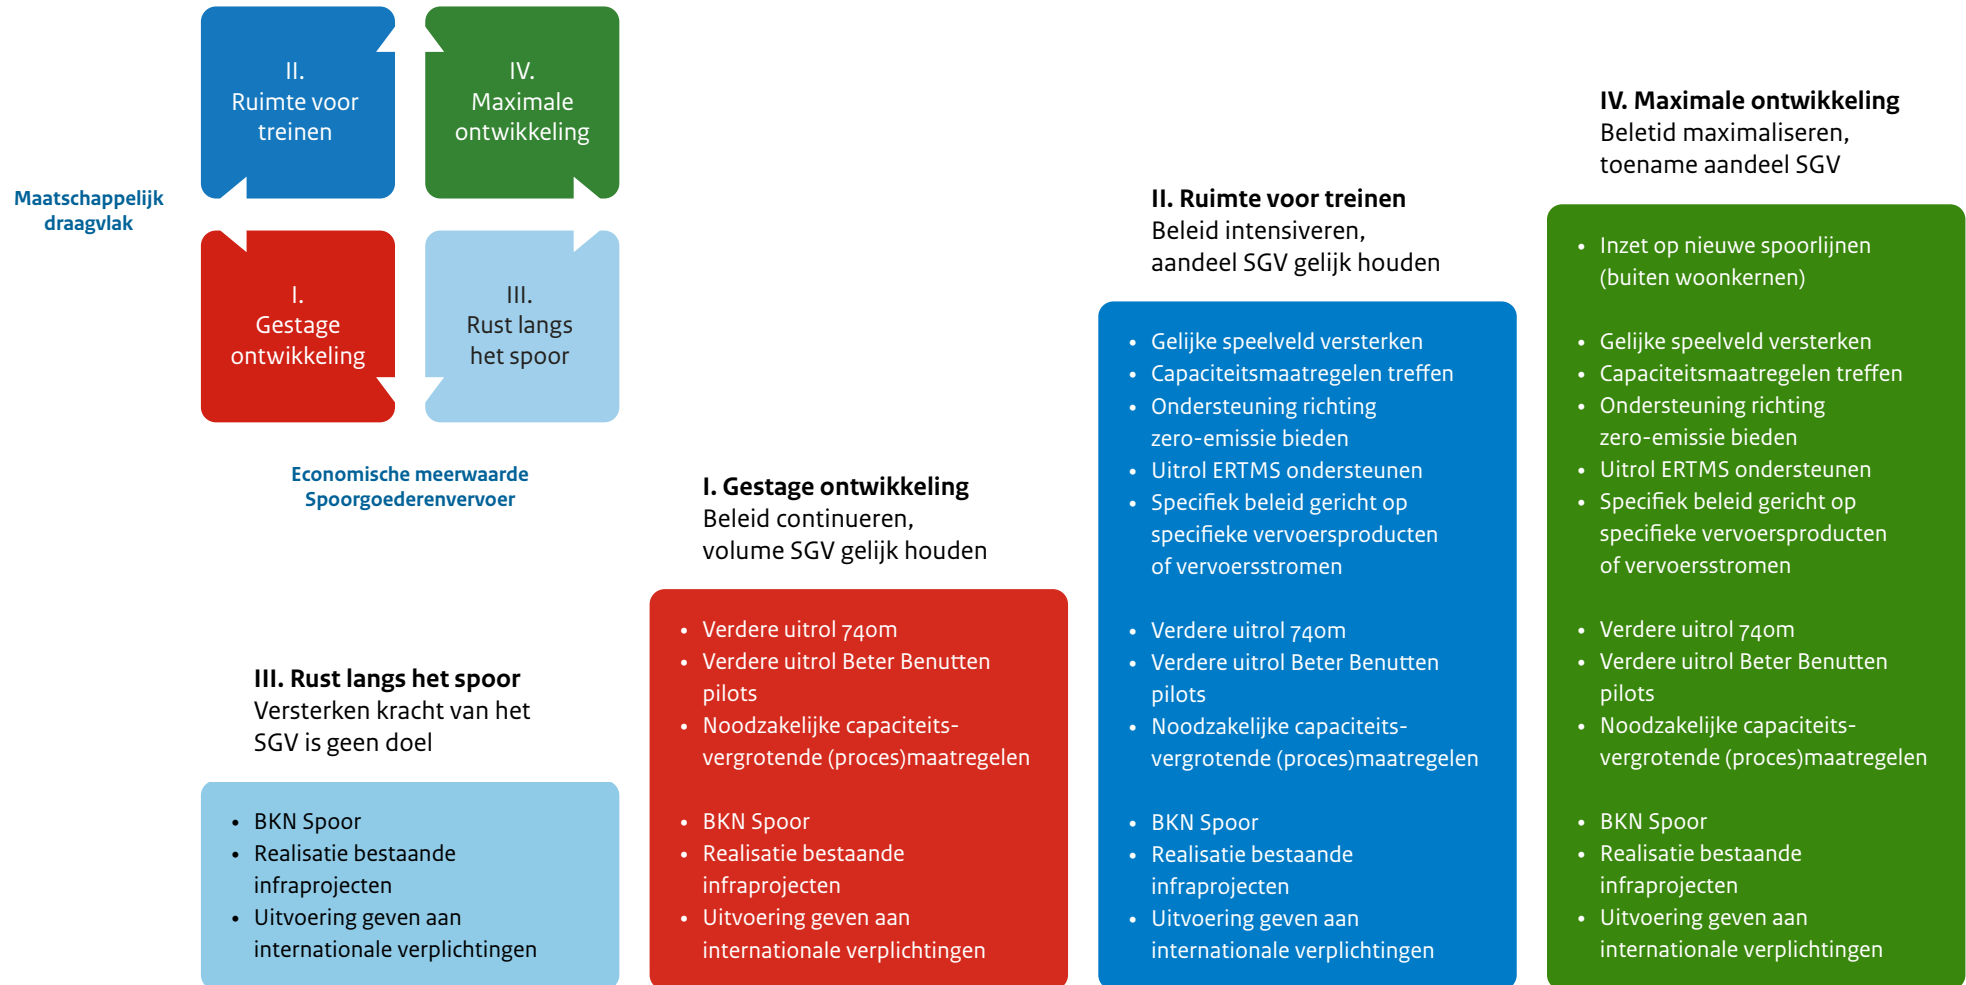 II.
Ruimte voor
treinen
IV.
Maximale
ontwikkeling
Maatschappelijk
draagvlak
I.
Gestage
ontwikkeling
III.
Rust langs
het spoor
Economische meerwaarde
Spoorgoederenvervoer
III. Rust langs het spoor
Versterken kracht van het
SGV is geen doel
• BKN Spoor
• Realisatie bestaande
infraprojecten
• Uitvoering geven aan
internationale verplichtingen
I. Gestage ontwikkeling
Beleid continueren,
volume SGV gelijk houden
• Verdere uitrol 740m
• Verdere uitrol Beter Benutten
pilots
• Noodzakelijke capaciteits-
vergrotende (proces)maatregelen
• BKN Spoor
• Realisatie bestaande
infraprojecten
• Uitvoering geven aan
internationale verplichtingen
II. Ruimte voor treinen
Beleid intensiveren,
aandeel SGV gelijk houden
• Gelijke speelveld versterken
• Capaciteitsmaatregelen treffen
• Ondersteuning richting
zero-emissie bieden
• Uitrol ERTMS ondersteunen
• Specifiek beleid gericht op
specifieke vervoersproducten
of vervoersstromen
• Verdere uitrol 740m
• Verdere uitrol Beter Benutten
pilots
• Noodzakelijke capaciteits-
vergrotende (proces)maatregelen
• BKN Spoor
• Realisatie bestaande
infraprojecten
• Uitvoering geven aan
internationale verplichtingen
IV. Maximale ontwikkeling
Beletid maximaliseren,
toename aandeel SGV
• Inzet op nieuwe spoorlijnen
(buiten woonkernen)
• Gelijke speelveld versterken
• Capaciteitsmaatregelen treffen
• Ondersteuning richting
zero-emissie bieden
• Uitrol ERTMS ondersteunen
• Specifiek beleid gericht op
specifieke vervoersproducten
of vervoersstromen
• Verdere uitrol 740m
• Verdere uitrol Beter Benutten
pilots
• Noodzakelijke capaciteits-
vergrotende (proces)maatregelen
• BKN Spoor
• Realisatie bestaande
infraprojecten
• Uitvoering geven aan
internationale verplichtingen